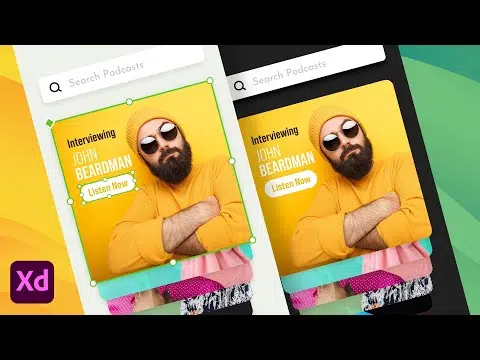 Search Podcasts
Interviewing
JOHN
BEARDMAN
Listen Now
Search Podcasts
Interviewing
JOHN
BEARDMAN
Listen Now
Xd